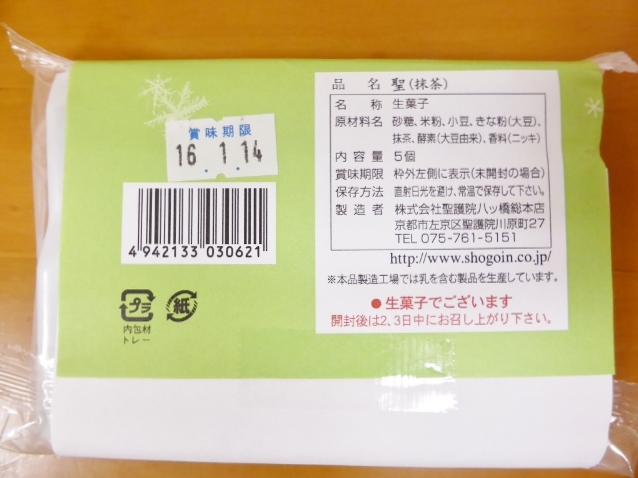 賞味期限
16. 1.14
4 942133 030621
プラ
紙
内包材
トレー
品 名 聖(抹茶)
名 称 生菓子
原材料名 砂糖、米粉、小豆、きな粉(大豆)、
抹茶、酵素(大豆由来)、香料(ニッキ)
内容量 5個
賞味期限 枠外左側に表示(未開封の場合)
保存方法 直射日光を避け、常温で保存して下さい。
製造者 株式会社聖護院八ッ橋総本店
京都市左京区聖護院川原町27
TEL 075-761-5151
http://www.shogoin.co.jp/
※本品製造工場では乳を含む製品を生産しています。
●生菓子でございます
開封後は2、3日中にお召し上がり下さい。